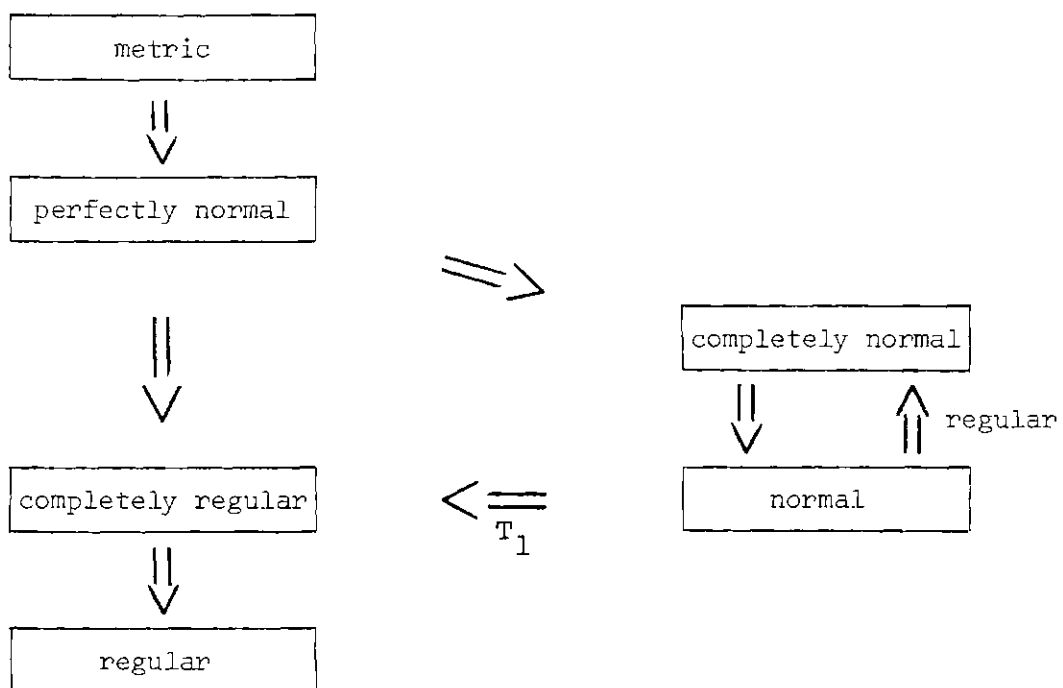 metric
perfectly normal
completely normal
regular
completely regular
T1
normal
regular